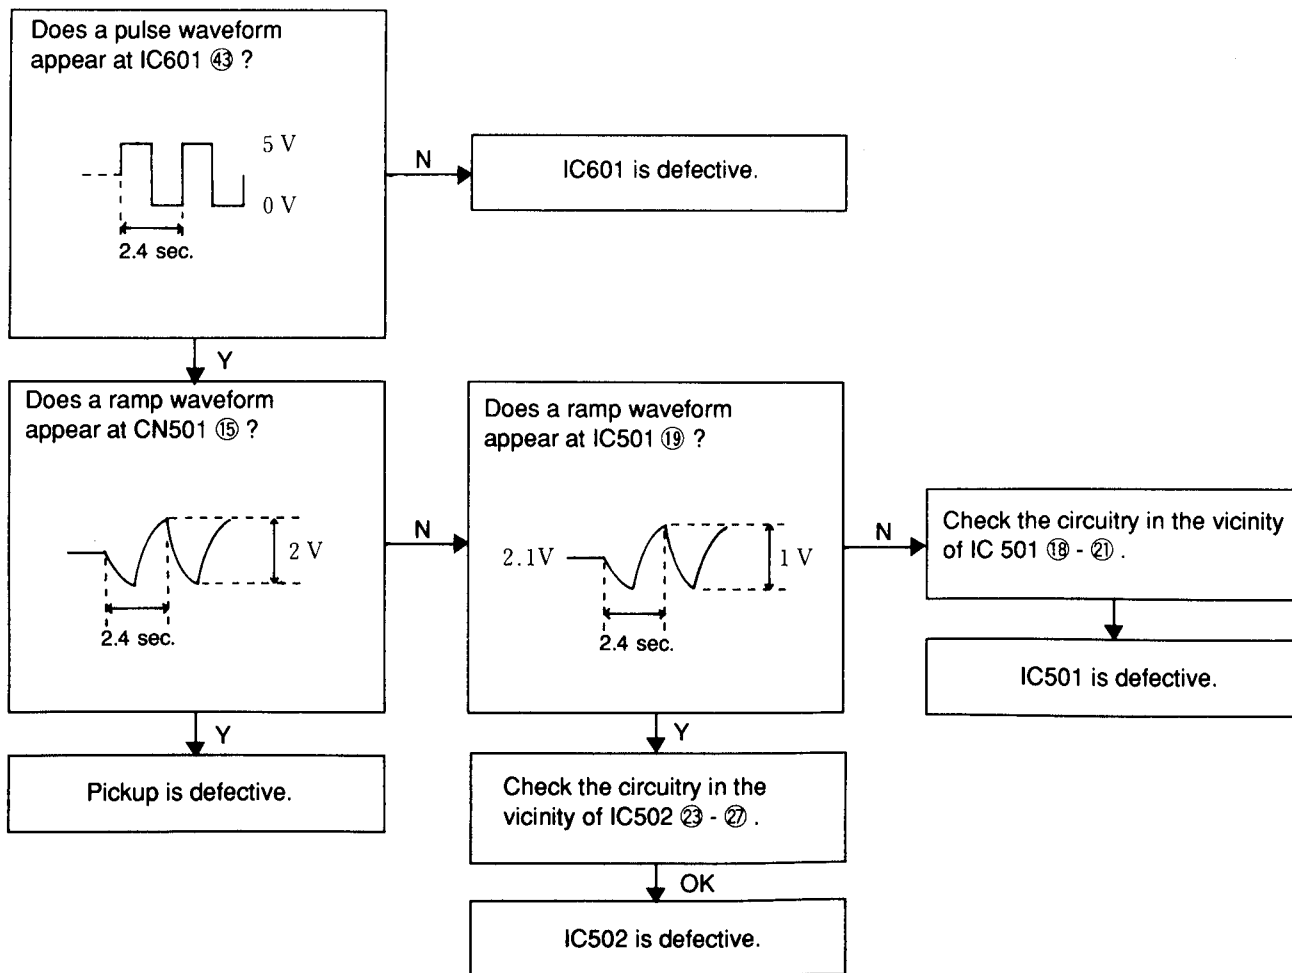 Does a pulse waveform
appear at IC601 ㊸ ?
5 V
0 V
2.4 sec.
N
IC601 is defective.
Y
Does a ramp waveform
appear at CN501 ⑮ ?
2 V
2.4 sec.
N
Does a ramp waveform
appear at IC501 ⑲ ?
2.1V
1 V
2.4 sec.
N
Check the circuitry in the vicinity
of IC 501 ⑱ - ㉑ .
IC501 is defective.
Y
Pickup is defective.
Y
Check the circuitry in the
vicinity of IC502 ㉓ - ㉗ .
OK
IC502 is defective.